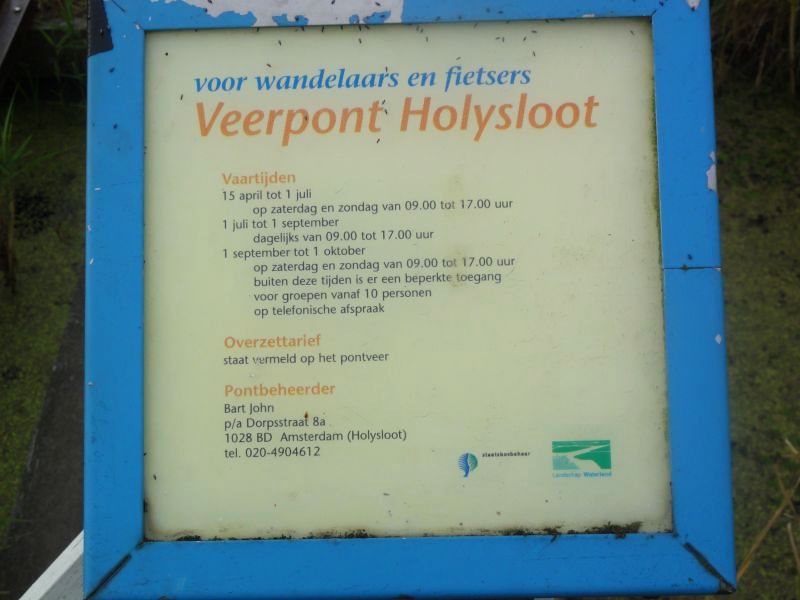 voor wandelaars en fietsers
Veerpont Holysloot
Vaartijden
15 april tot 1 juli
op zaterdag en zondag van 09.00 tot 17.00 uur
1 juli tot 1 september
dagelijks van 09.00 tot 17.00 uur
1 september tot 1 oktober
op zaterdag en zondag van 09.00 tot 17.00 uur
buiten deze tijden is er een beperkte toegang
voor groepen vanaf 10 personen
op telefonische afspraak
Overzettarief
staat vermeld op het pontveer
Pontbeheerder
Bart John
p/a Dorpsstraat 8a
1028 BD Amsterdam (Holysloot)
tel. 020-4904612
staatsbosbeheer
Landschap Waterland